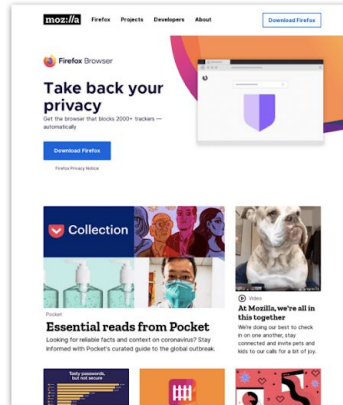 moz://a
Firefox Projects Developers About
Download Firefox
Firefox Browser
Take back your
privacy
Get the browser that blocks 2000+ trackers —
automatically
Download Firefox
Firefox Privacy Notice
Collection
Pocket
Essential reads from Pocket
Looking for reliable facts and context on coronavirus? Stay
informed with Pocket's curated guide to the global outbreak.
Video
At Mozilla, we're all in
this together
We're doing our best to check
in on one another, stay
connected and invite pets and
kids to our calls for a bit of joy.
Tasty passwords,
but not secure